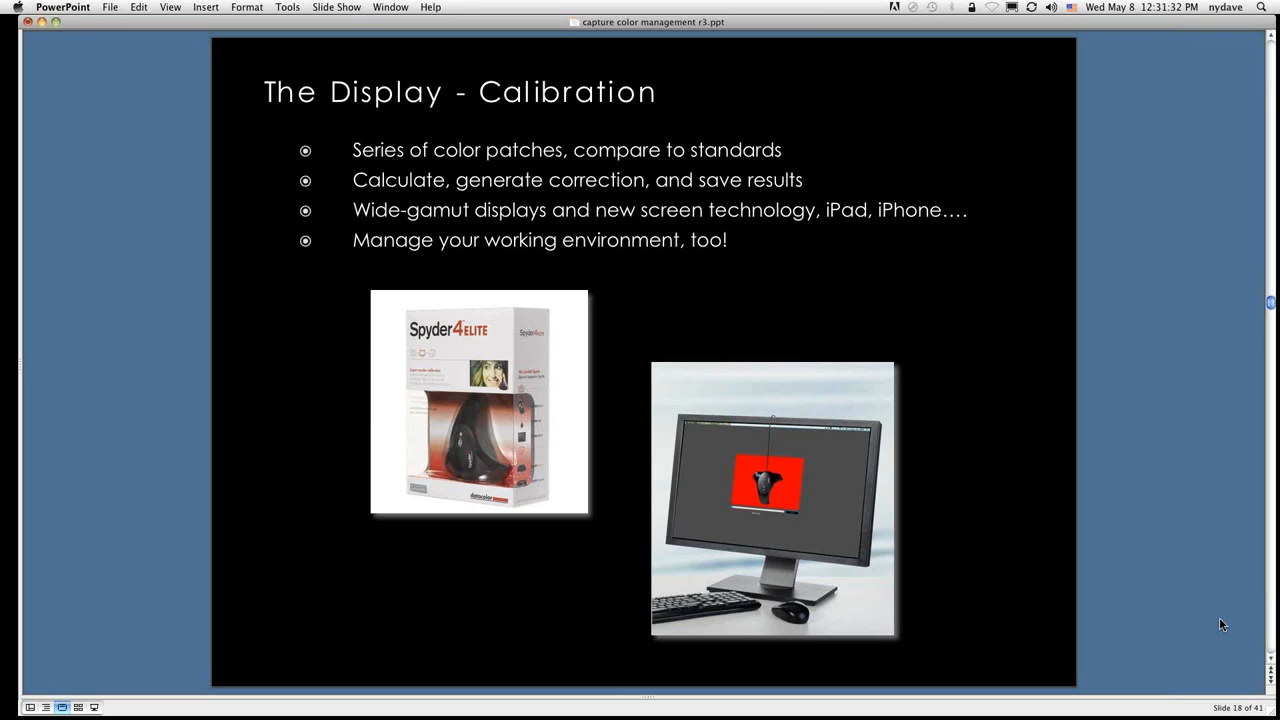 PowerPoint File Edit View Insert Format Tools Slide Show Window Help Wed May 8 12:31:32 PM nydave
capture color management r3.ppt
The Display - Calibration
Series of color patches, compare to standards
Calculate, generate correction, and save results
Wide-gamut displays and new screen technology, iPad, iPhone....
Manage your working environment, too!
Spyder4ELITE
datacolor
Slide 18 of 41